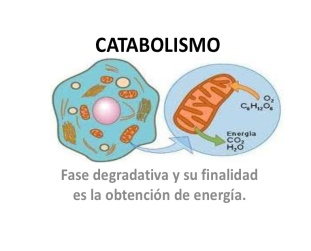 CATABOLISMO
O₂
C₆H₁₂O₆
Energía
CO₂
H₂O
Fase degradativa y su finalidad
es la obtención de energía.